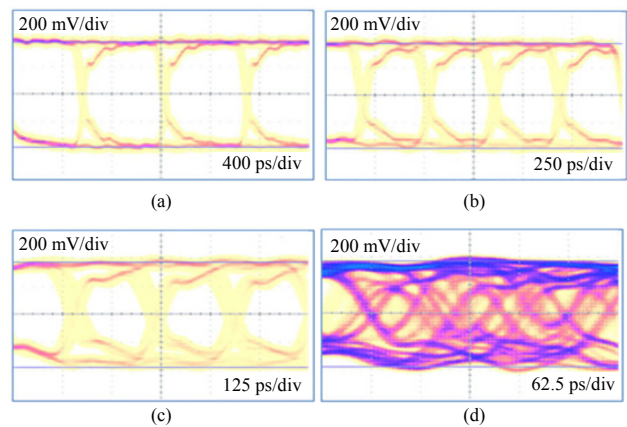 200 mV/div
400 ps/div
(a)
200 mV/div
250 ps/div
(b)
200 mV/div
125 ps/div
(c)
200 mV/div
62.5 ps/div
(d)